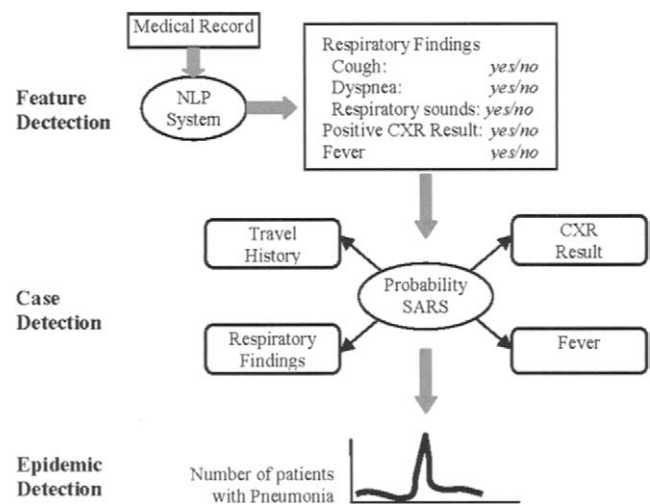 Medical Record
NLP
System
Feature
Dectection
Respiratory Findings
Cough: yes/no
Dyspnea: yes/no
Respiratory sounds: yes/no
Positive CXR Result: yes/no
Fever yes/no
Travel
History
CXR
Result
Probability
SARS
Case
Detection
Respiratory
Findings
Fever
Epidemic
Detection
Number of patients
with Pneumonia